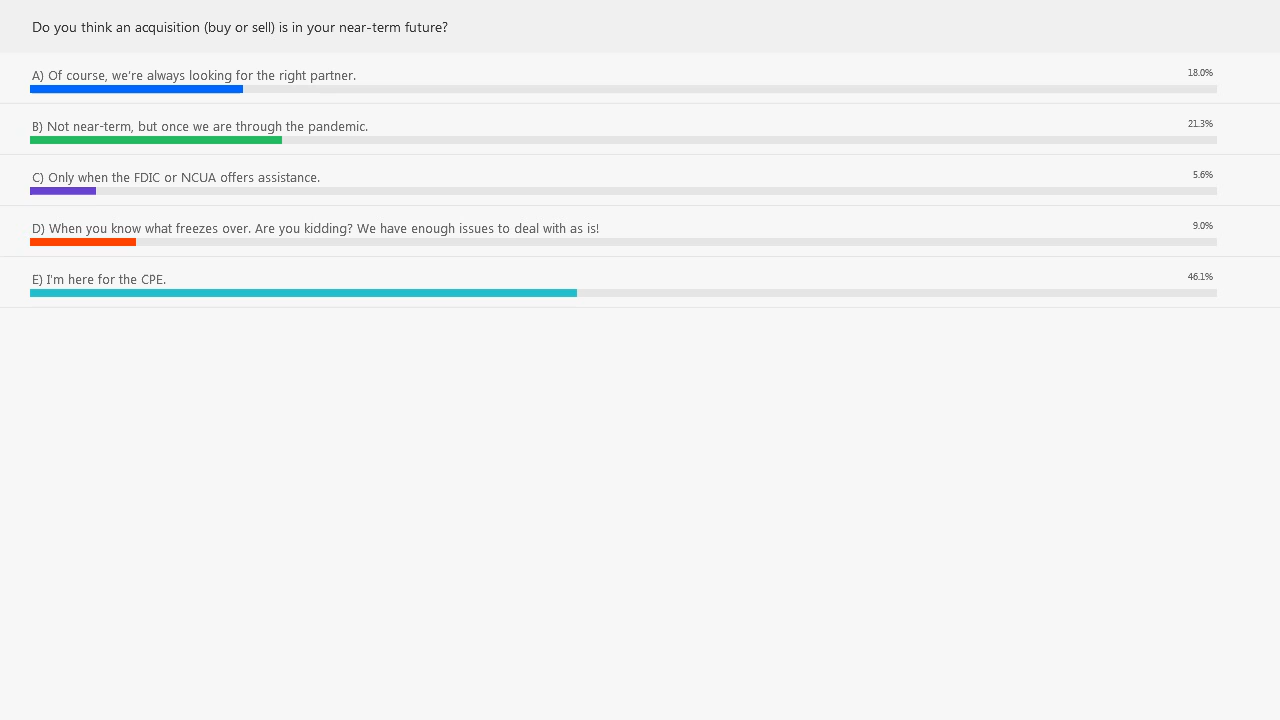 Do you think an acquisition (buy or sell) is in your near-term future?
A) Of course, we're always looking for the right partner.
18.0%
B) Not near-term, but once we are through the pandemic.
21.3%
C) Only when the FDIC or NCUA offers assistance.
5.6%
D) When you know what freezes over. Are you kidding? We have enough issues to deal with as is!
9.0%
E) I'm here for the CPE.
46.1%